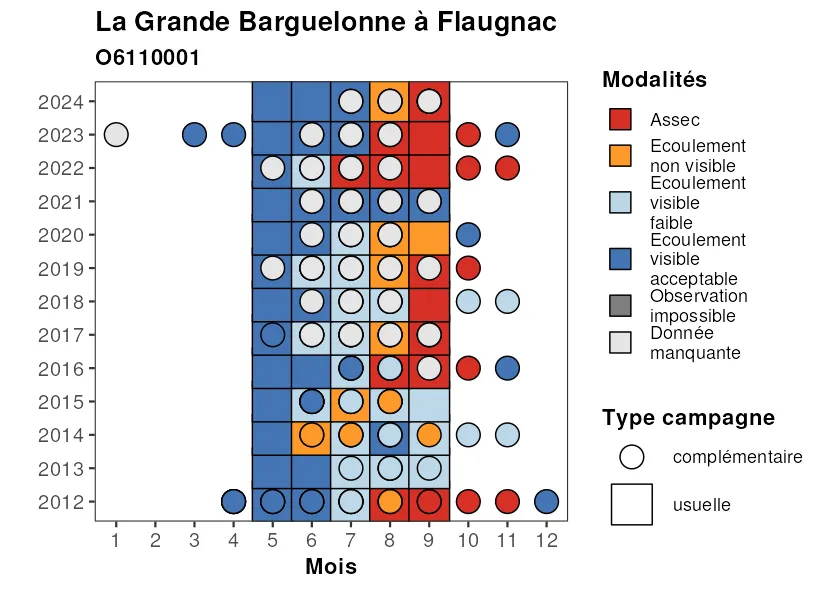 La Grande Barguelonne à Flaugnac
O6110001
2024
2023
2022
2021
2020
2019
2018
2017
2016
2015
2014
2013
2012
1 2 3 4 5 6 7 8 9 10 11 12
Mois
Modalités
Assec
Ecoulement
non visible
Ecoulement
visible
faible
Ecoulement
visible
acceptable
Observation
impossible
Donnée
manquante
Type campagne
complémentaire
usuelle